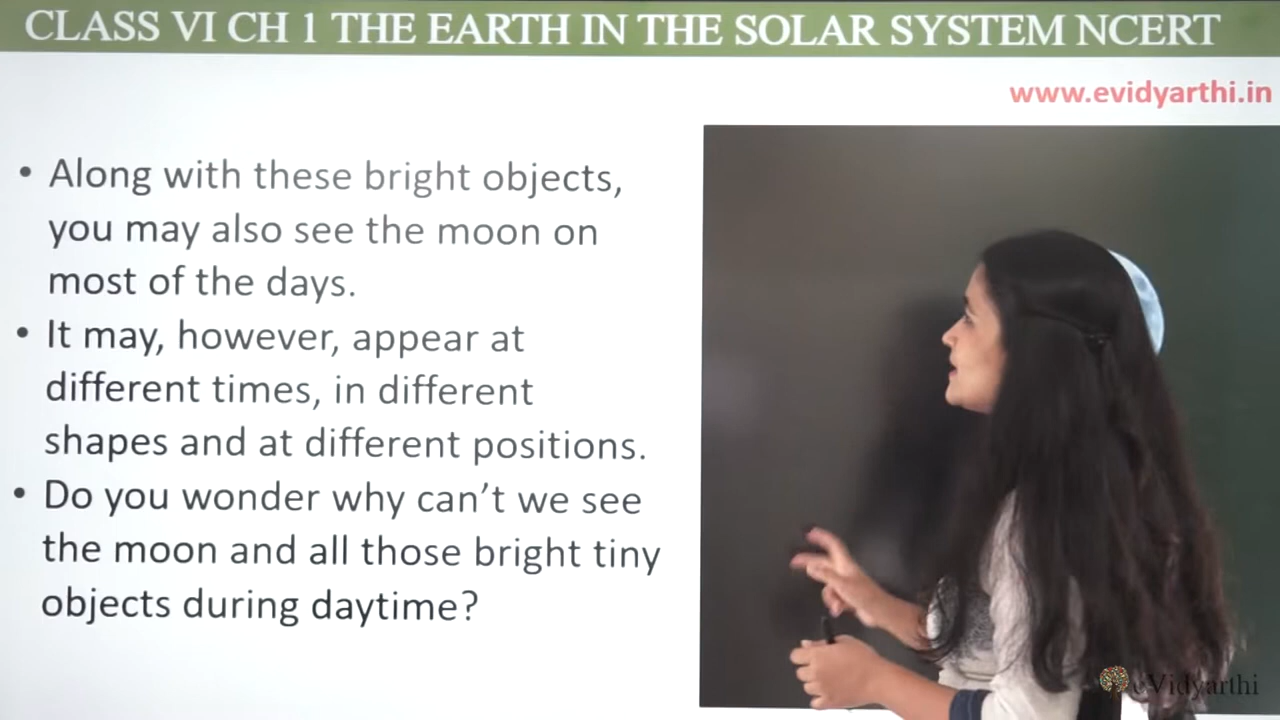 CLASS VI CH 1 THE EARTH IN THE SOLAR SYSTEM NCERT
www.evidyarthi.in
• Along with these bright objects,
you may also see the moon on
most of the days.
• It may, however, appear at
different times, in different
shapes and at different positions.
• Do you wonder why can't we see
the moon and all those bright tiny
objects during daytime?
eVidyarthi